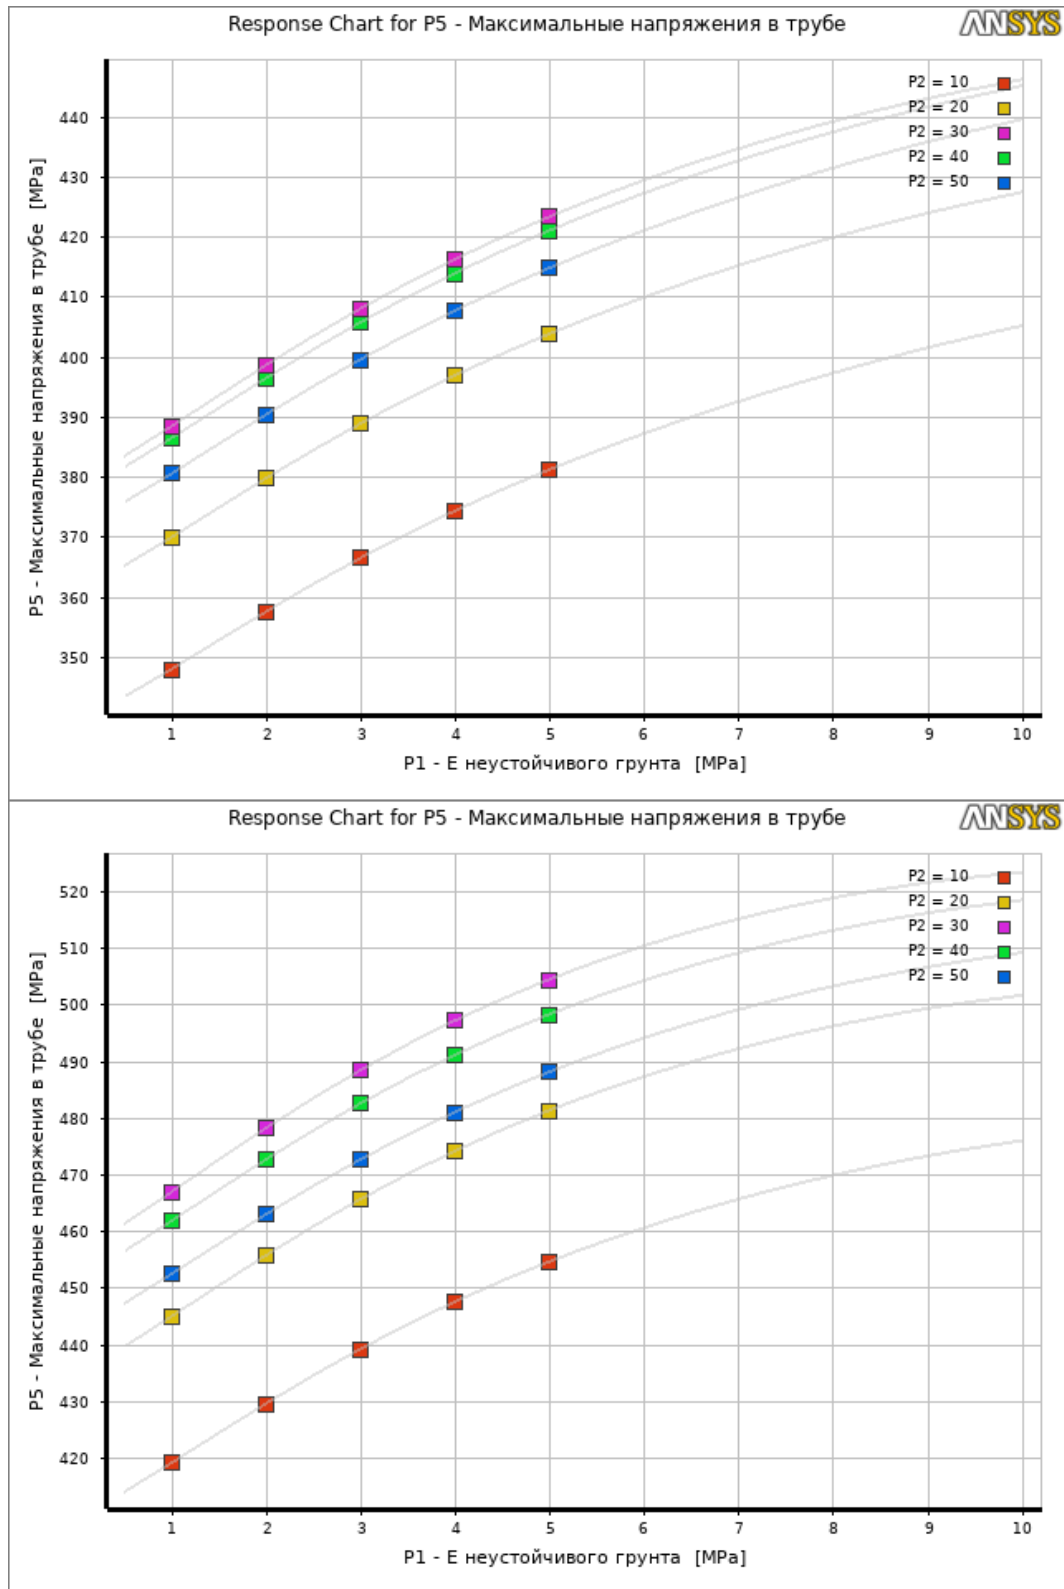 Response Chart for P5 - Максимальные напряжения в трубе
ANSYS
P2 = 10
P2 = 20
P2 = 30
P2 = 40
P2 = 50
P5 - Максимальные напряжения в трубе [MPa]
440
430
420
410
400
390
380
370
360
350
1 2 3 4 5 6 7 8 9 10
P1 - E неустойчивого грунта [MPa]
Response Chart for P5 - Максимальные напряжения в трубе
ANSYS
P2 = 10
P2 = 20
P2 = 30
P2 = 40
P2 = 50
P5 - Максимальные напряжения в трубе [MPa]
520
510
500
490
480
470
460
450
440
430
420
1 2 3 4 5 6 7 8 9 10
P1 - E неустойчивого грунта [MPa]